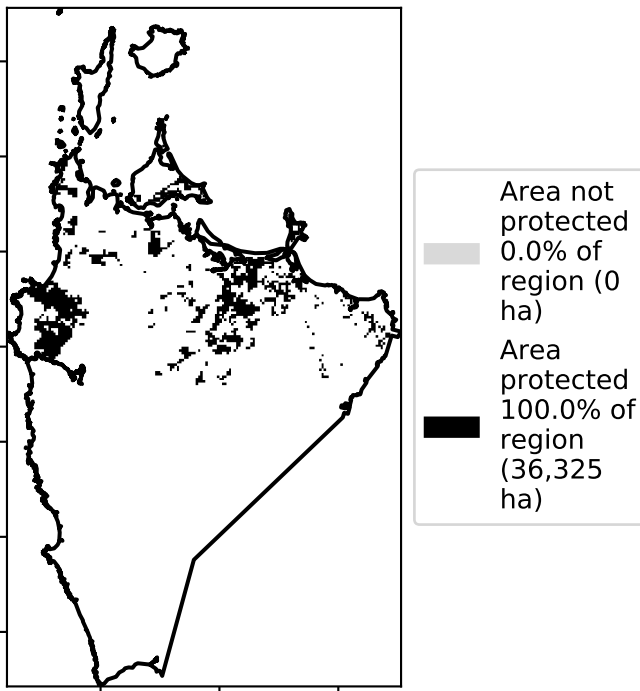 Area not
protected
0.0% of
region (0
ha)
Area
protected
100.0% of
region
(36,325
ha)